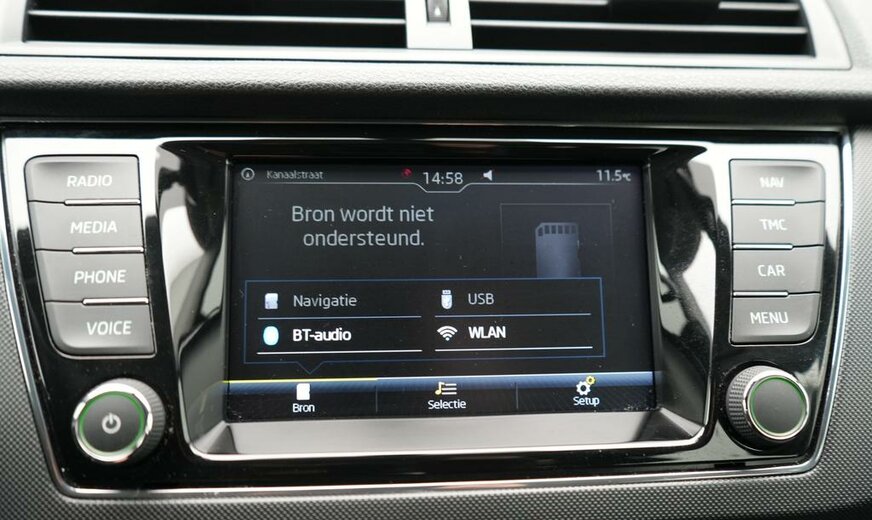 RADIO
MEDIA
PHONE
VOICE
Kanaalstraat 14:58 11.5°C
Bron wordt niet
ondersteund.
Navigatie USB
BT-audio WLAN
Bron Selectie Setup
NAV
TMC
CAR
MENU